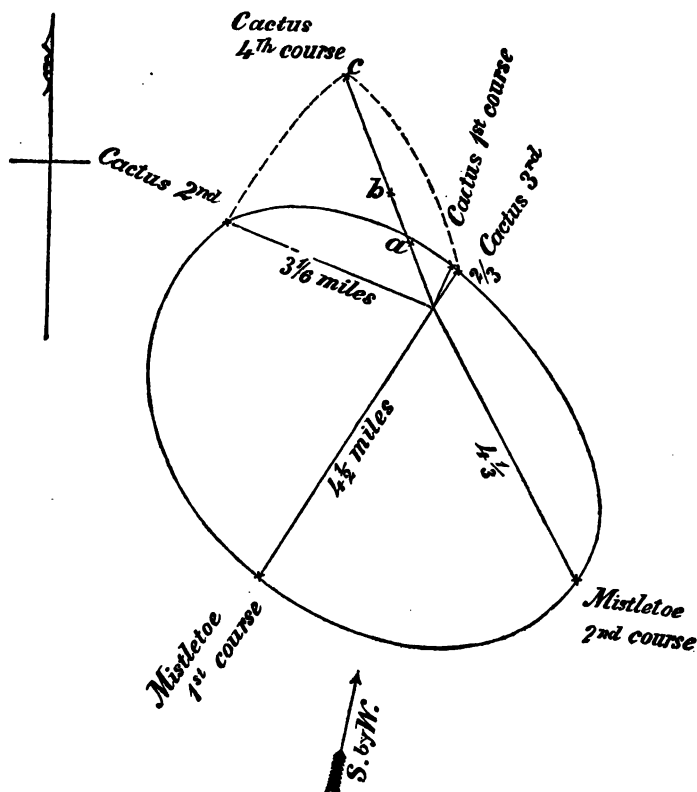 Cactus
4Th course
c
Cactus 1st course
Cactus 2nd
Cactus 3rd
b
a
2/3
3 1/6 miles
4 1/2 miles
4 1/3
Mistletoe
1st course
Mistletoe
2nd course
S. by W.